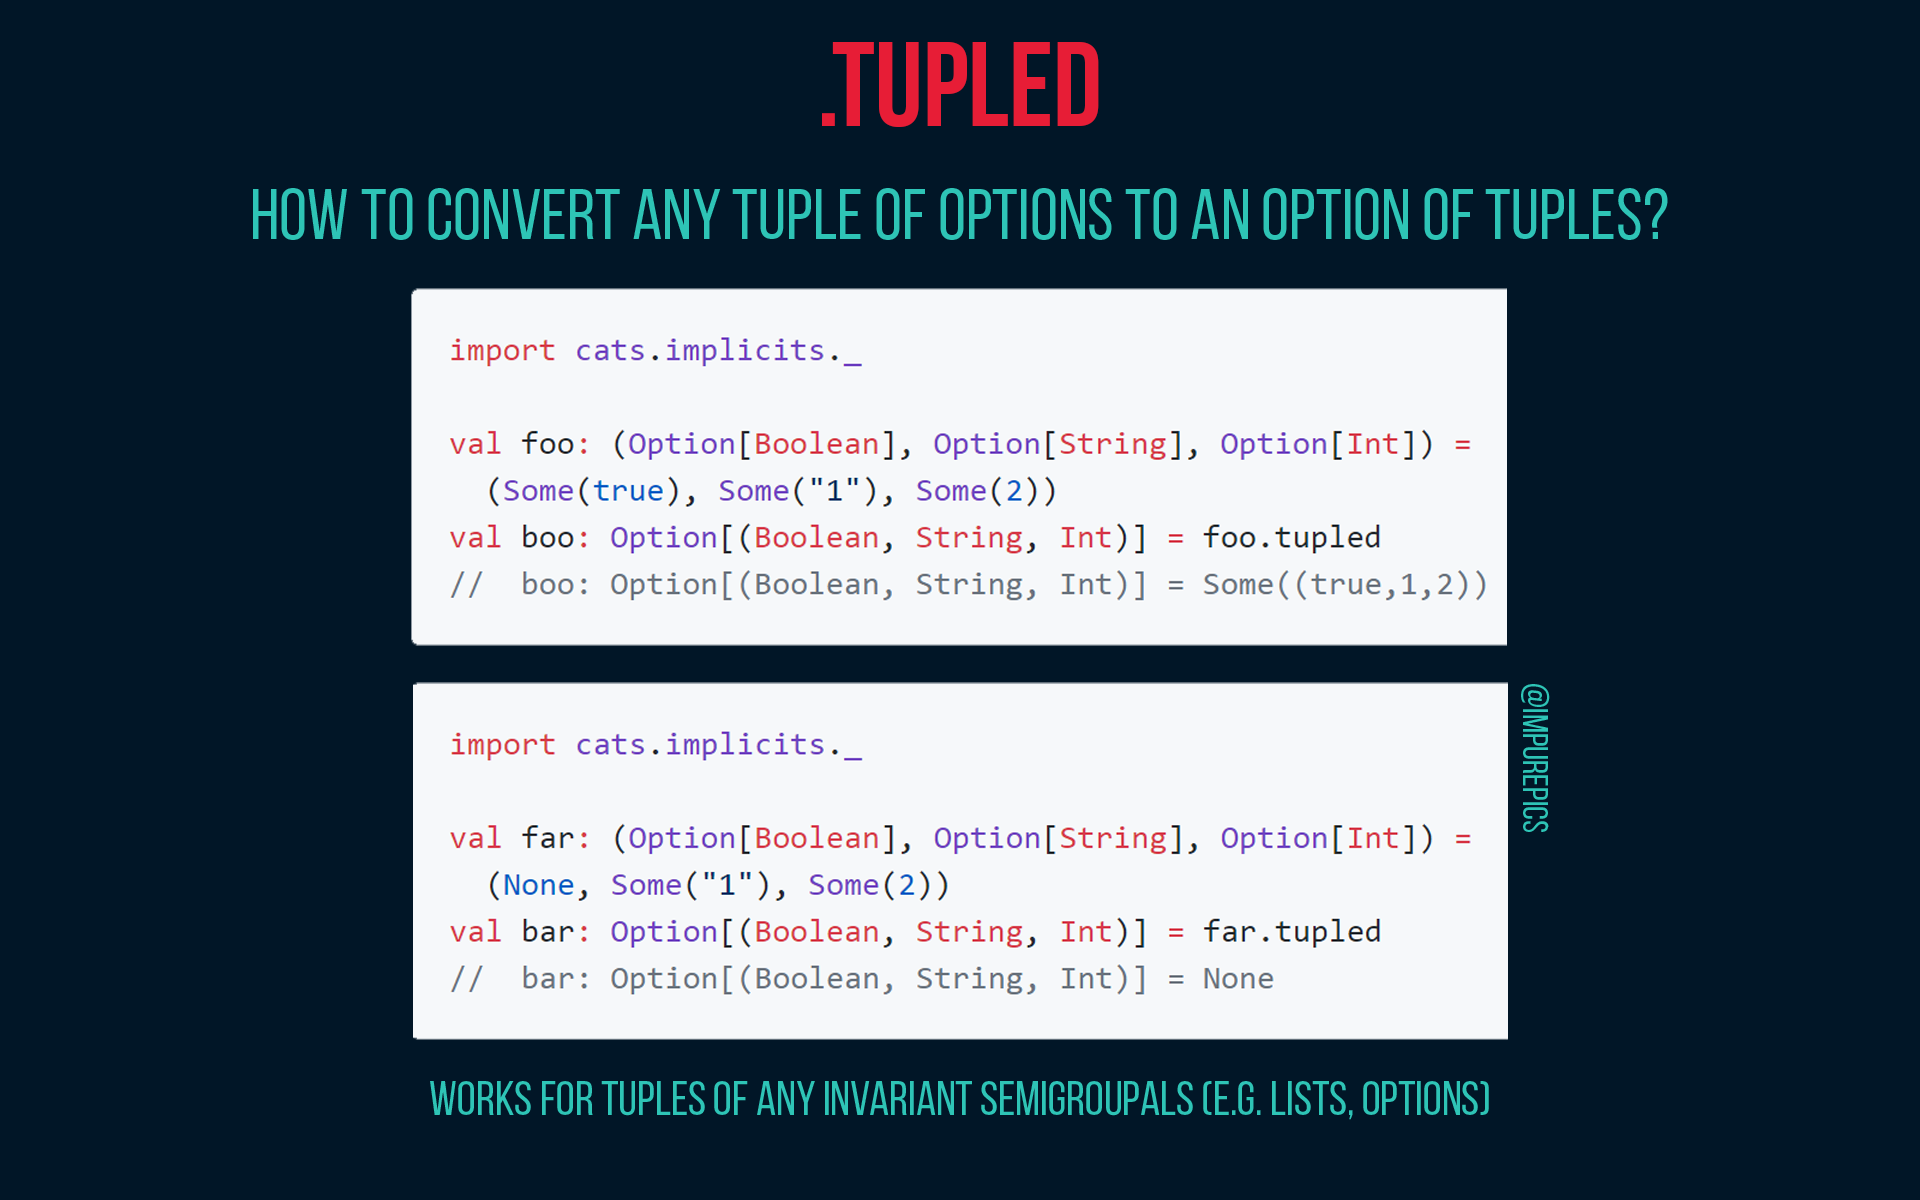 .TUPLED
HOW TO CONVERT ANY TUPLE OF OPTIONS TO AN OPTION OF TUPLES?
import cats.implicits._
val foo: (Option[Boolean], Option[String], Option[Int]) =
  (Some(true), Some("1"), Some(2))
val boo: Option[(Boolean, String, Int)] = foo.tupled
//  boo: Option[(Boolean, String, Int)] = Some((true,1,2))
import cats.implicits._
val far: (Option[Boolean], Option[String], Option[Int]) =
  (None, Some("1"), Some(2))
val bar: Option[(Boolean, String, Int)] = far.tupled
//  bar: Option[(Boolean, String, Int)] = None
@IMPUREPICS
WORKS FOR TUPLES OF ANY INVARIANT SEMIGROUPALS (E.G. LISTS, OPTIONS)